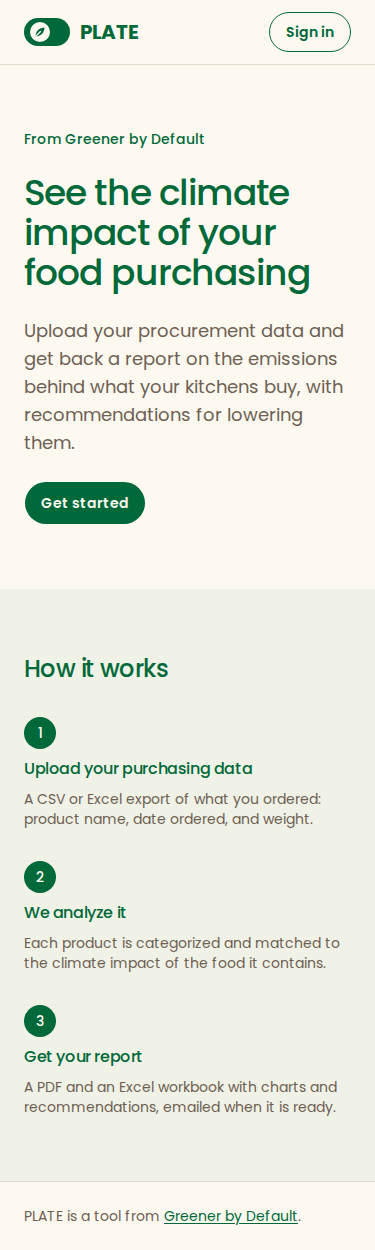 PLATE
Sign in
From Greener by Default
See the climate
impact of your
food purchasing
Upload your procurement data and
get back a report on the emissions
behind what your kitchens buy, with
recommendations for lowering
them.
Get started
How it works
1
Upload your purchasing data
A CSV or Excel export of what you ordered:
product name, date ordered, and weight.
2
We analyze it
Each product is categorized and matched to
the climate impact of the food it contains.
3
Get your report
A PDF and an Excel workbook with charts and
recommendations, emailed when it is ready.
PLATE is a tool from Greener by Default.